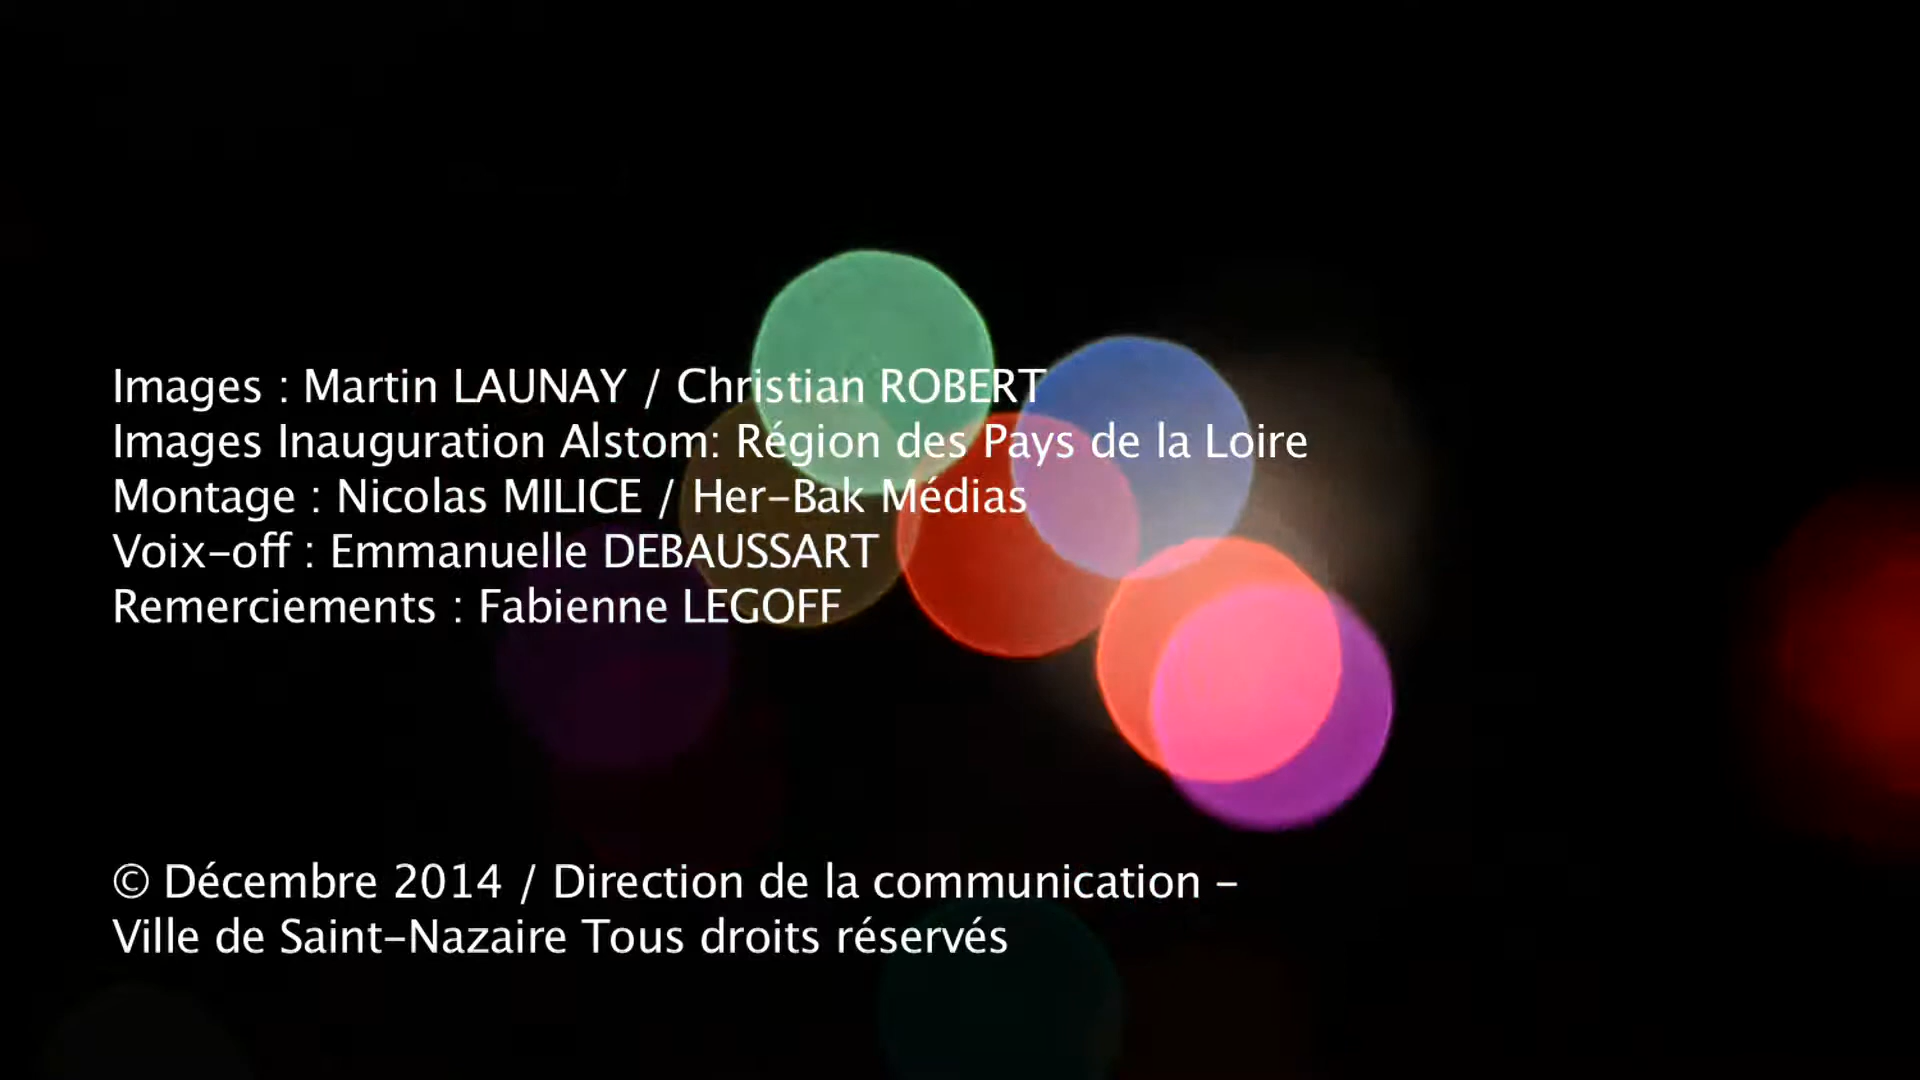 Images : Martin LAUNAY / Christian ROBERT
Images Inauguration Alstom: Région des Pays de la Loire
Montage : Nicolas MILICE / Her-Bak Médias
Voix-off : Emmanuelle DEBAUSSART
Remerciements : Fabienne LEGOFF
© Décembre 2014 / Direction de la communication -
Ville de Saint-Nazaire Tous droits réservés